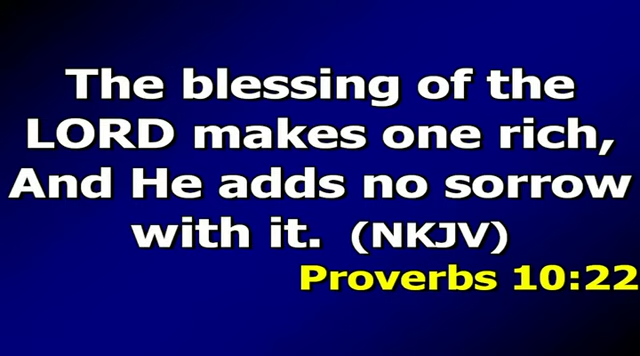 The blessing of the
LORD makes one rich,
And He adds no sorrow
with it. (NKJV)
Proverbs 10:22